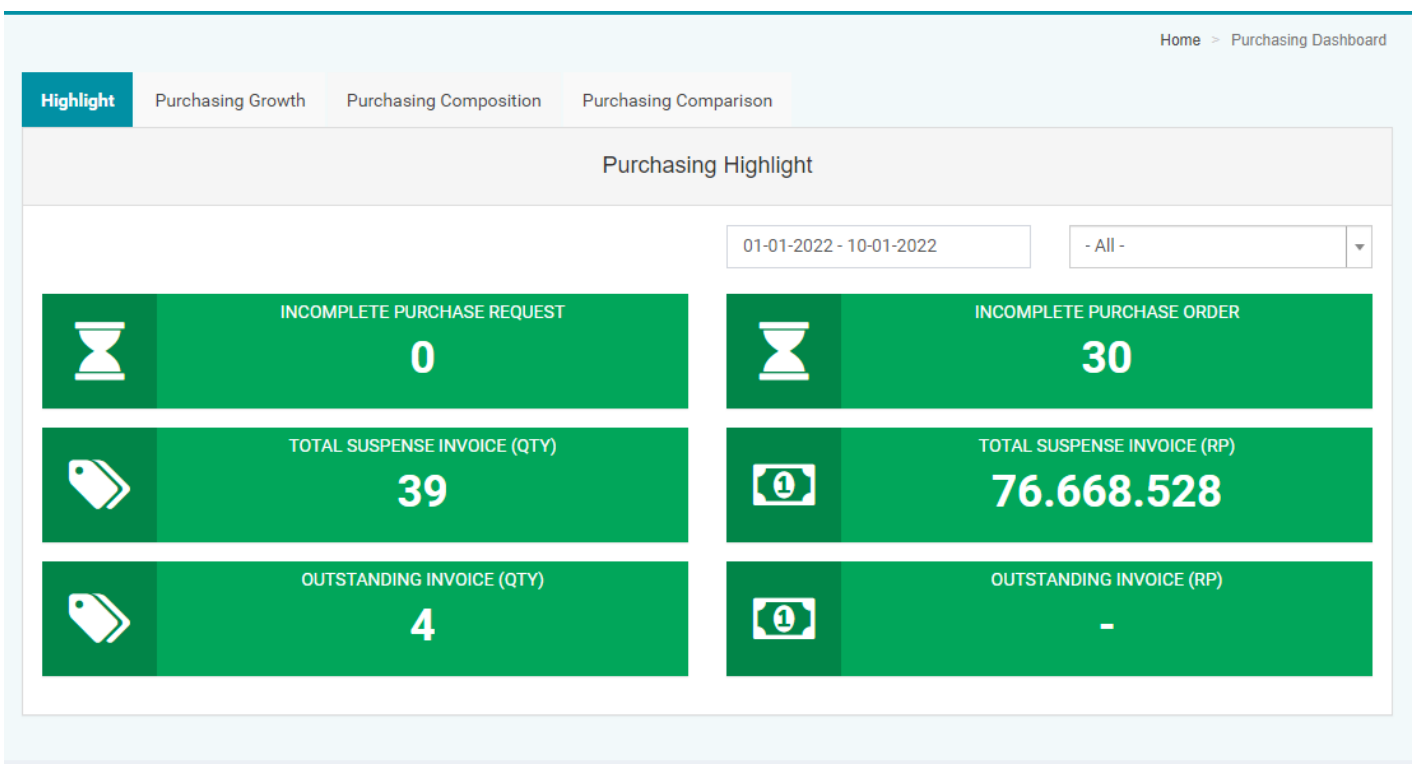 Home > Purchasing Dashboard
Highlight Purchasing Growth Purchasing Composition Purchasing Comparison
Purchasing Highlight
01-01-2022 - 10-01-2022 - All -
INCOMPLETE PURCHASE REQUEST
0
INCOMPLETE PURCHASE ORDER
30
TOTAL SUSPENSE INVOICE (QTY)
39
TOTAL SUSPENSE INVOICE (RP)
76.668.528
OUTSTANDING INVOICE (QTY)
4
OUTSTANDING INVOICE (RP)
-